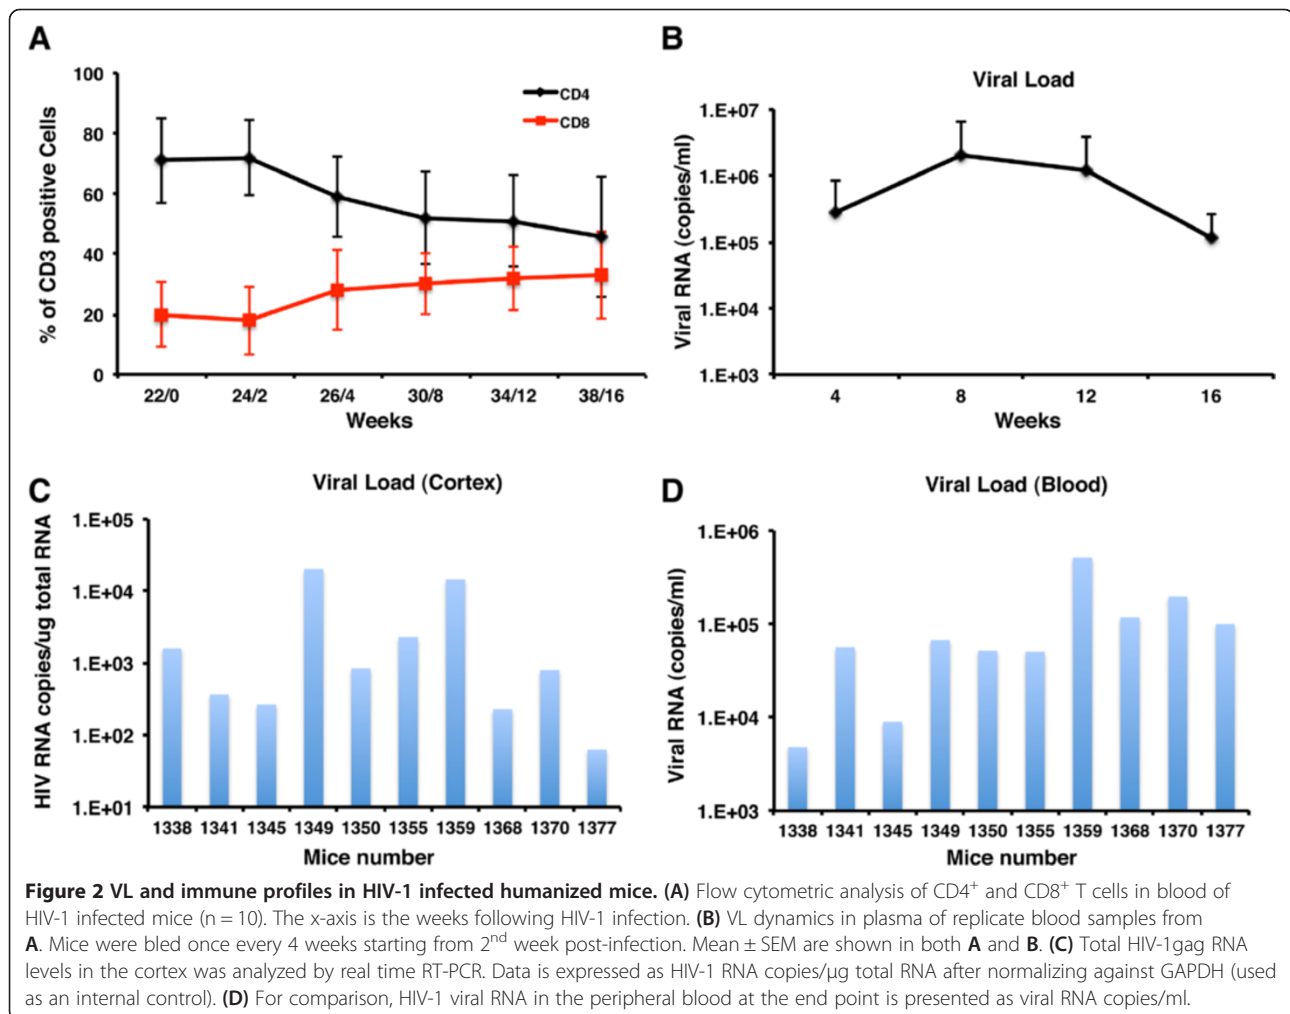 A
100
80
60
40
20
0
% of CD3 positive Cells
CD4
CD8
22/0 24/2 26/4 30/8 34/12 38/16
Weeks
B
Viral Load
1.E+07
1.E+06
1.E+05
1.E+04
1.E+03
Viral RNA (copies/ml)
4 8 12 16
Weeks
C
Viral Load (Cortex)
1.E+05
1.E+04
1.E+03
1.E+02
1.E+01
HIV RNA copies/ug total RNA
1338 1341 1345 1349 1350 1355 1359 1368 1370 1377
Mice number
D
Viral Load (Blood)
1.E+06
1.E+05
1.E+04
1.E+03
Viral RNA (copies/ml)
1338 1341 1345 1349 1350 1355 1359 1368 1370 1377
Mice number
Figure 2 VL and immune profiles in HIV-1 infected humanized mice. (A) Flow cytometric analysis of CD4⁺ and CD8⁺ T cells in blood of
HIV-1 infected mice (n = 10). The x-axis is the weeks following HIV-1 infection. (B) VL dynamics in plasma of replicate blood samples from
A. Mice were bled once every 4 weeks starting from 2ⁿᵈ week post-infection. Mean ± SEM are shown in both A and B. (C) Total HIV-1gag RNA
levels in the cortex was analyzed by real time RT-PCR. Data is expressed as HIV-1 RNA copies/μg total RNA after normalizing against GAPDH (used
as an internal control). (D) For comparison, HIV-1 viral RNA in the peripheral blood at the end point is presented as viral RNA copies/ml.